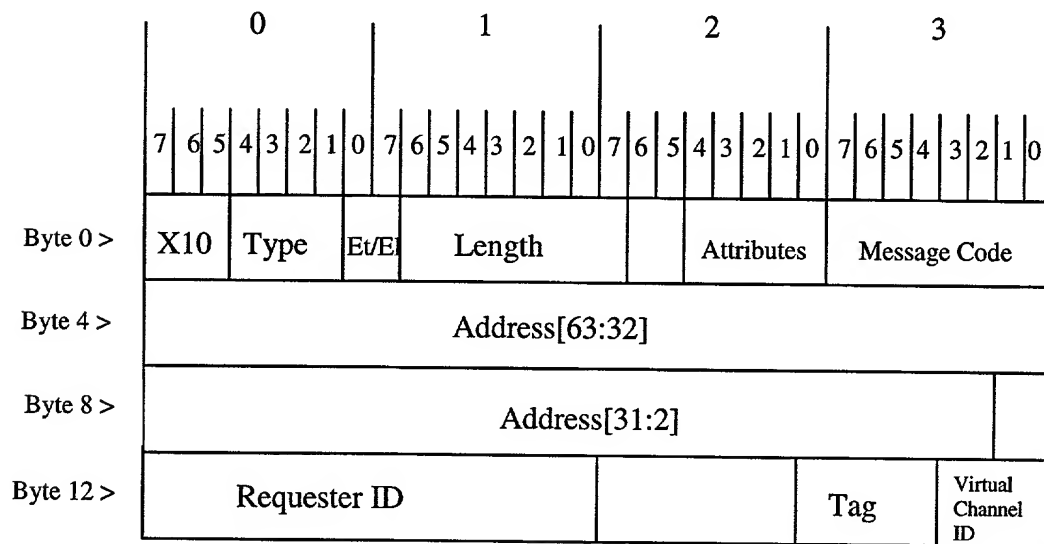 0 1 2 3
7 6 5 4 3 2 1 0 7 6 5 4 3 2 1 0 7 6 5 4 3 2 1 0 7 6 5 4 3 2 1 0
Byte 0 > X10 Type Et/El Length Attributes Message Code
Byte 4 > Address[63:32]
Byte 8 > Address[31:2]
Byte 12 > Requester ID Tag Virtual
Channel
ID